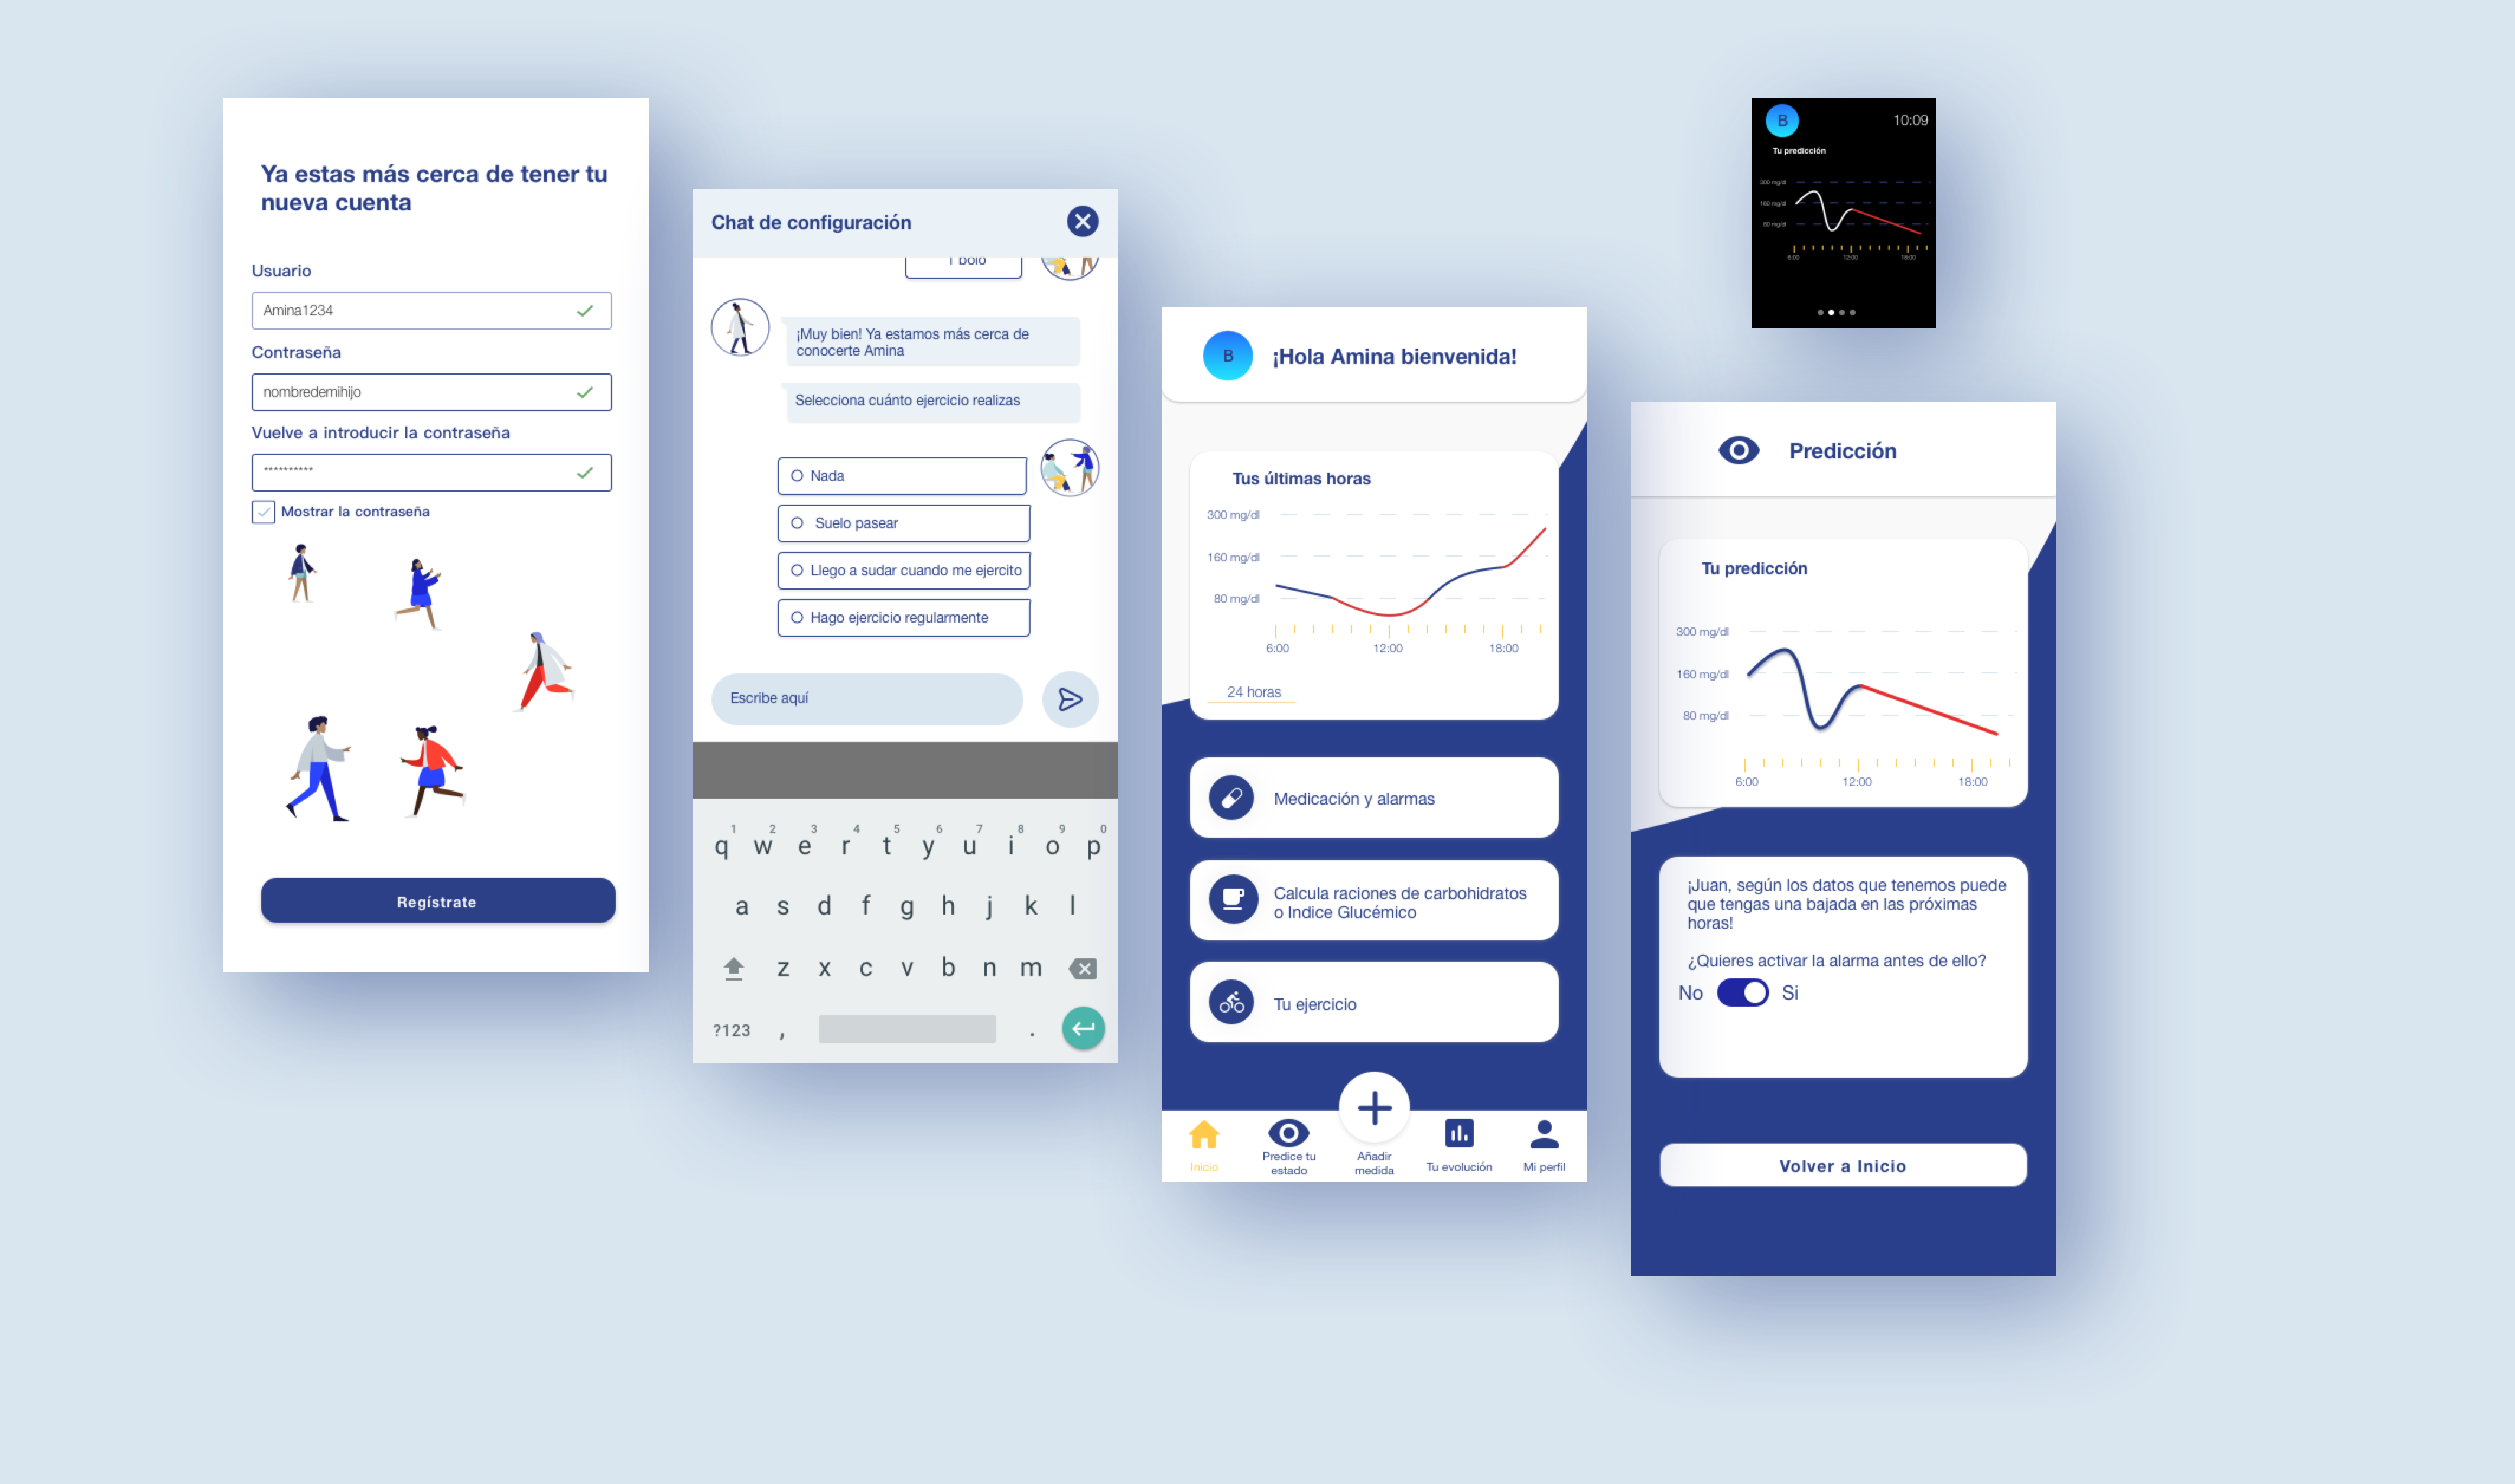 Ya estas más cerca de tener tu
nueva cuenta
Usuario
Amina1234
Contraseña
nombredemihijo
Vuelve a introducir la contraseña
**********
Mostrar la contraseña
Regístrate
Chat de configuración
1 bolo
¡Muy bien! Ya estamos más cerca de
conocerte Amina
Selecciona cuánto ejercicio realizas
Nada
Suelo pasear
Llego a sudar cuando me ejercito
Hago ejercicio regularmente
Escribe aquí
1 2 3 4 5 6 7 8 9 0
q w e r t y u i o p
a s d f g h j k l
z x c v b n m
?123 , .
B
¡Hola Amina bienvenida!
Tus últimas horas
300 mg/dl
160 mg/dl
80 mg/dl
6:00 12:00 18:00
24 horas
Medicación y alarmas
Calcula raciones de carbohidratos
o Indice Glucémico
Tu ejercicio
Inicio
Predice tu
estado
Añadir
medida
Tu evolución
Mi perfil
B
10:09
Tu predicción
300 mg/dl
160 mg/dl
80 mg/dl
6:00 12:00 18:00
Predicción
Tu predicción
300 mg/dl
160 mg/dl
80 mg/dl
6:00 12:00 18:00
¡Juan, según los datos que tenemos puede
que tengas una bajada en las próximas
horas!
¿Quieres activar la alarma antes de ello?
No Si
Volver a Inicio